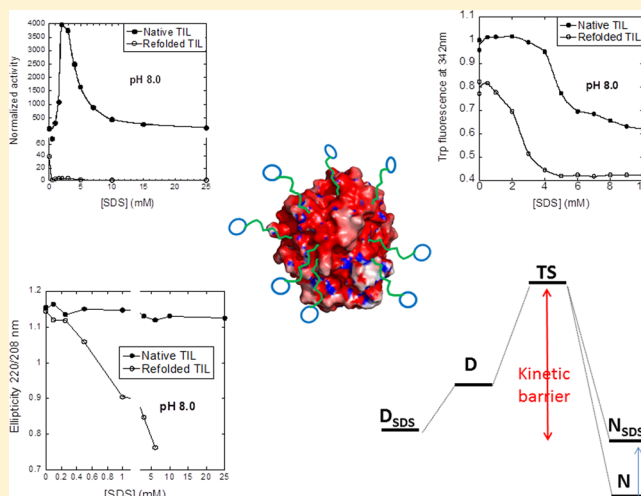 4000
3500
3000
2500
2000
1500
1000
500
60
40
20
0
Normalized activity
Native TIL
Refolded TIL
pH 8.0
0 5 10 15 20 25
[SDS] (mM)
1.1
1
0.9
0.8
0.7
0.6
0.5
0.4
Trp fluorescence at 342nm
Native TIL
Refolded TIL
pH 8.0
0 2 4 6 8 10
[SDS] (mM)
1.2
1.1
1
0.9
0.8
0.7
Ellipticity 220/208 nm
Native TIL
Refolded TIL
pH 8.0
0 0.2 0.4 0.6 0.8 1 5 10 15 20 25
[SDS] (mM)
TS
D
Kinetic
barrier
DSDS
NSDS
N